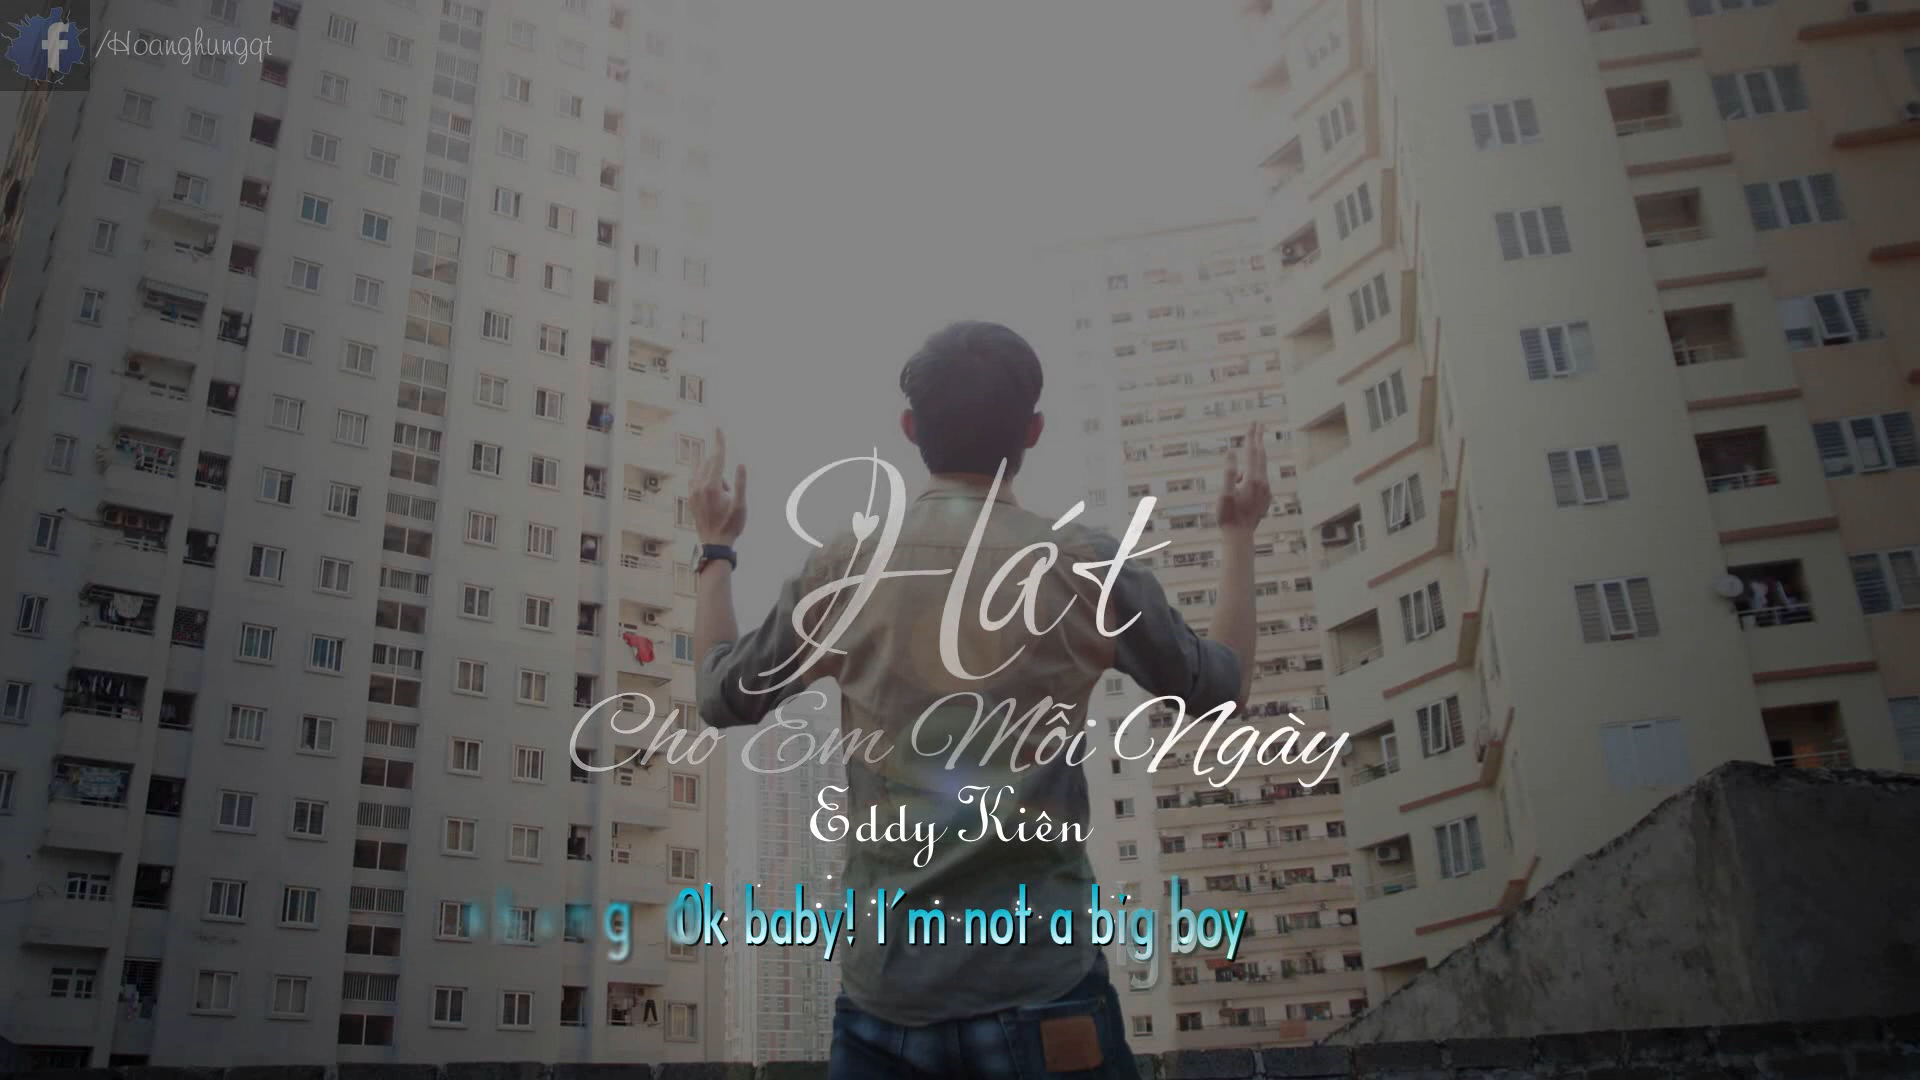 f /Hoanghungqt
Hát
Cho Em Mỗi Ngày
Eddy Kiên
Ok baby! I'm not a big boy